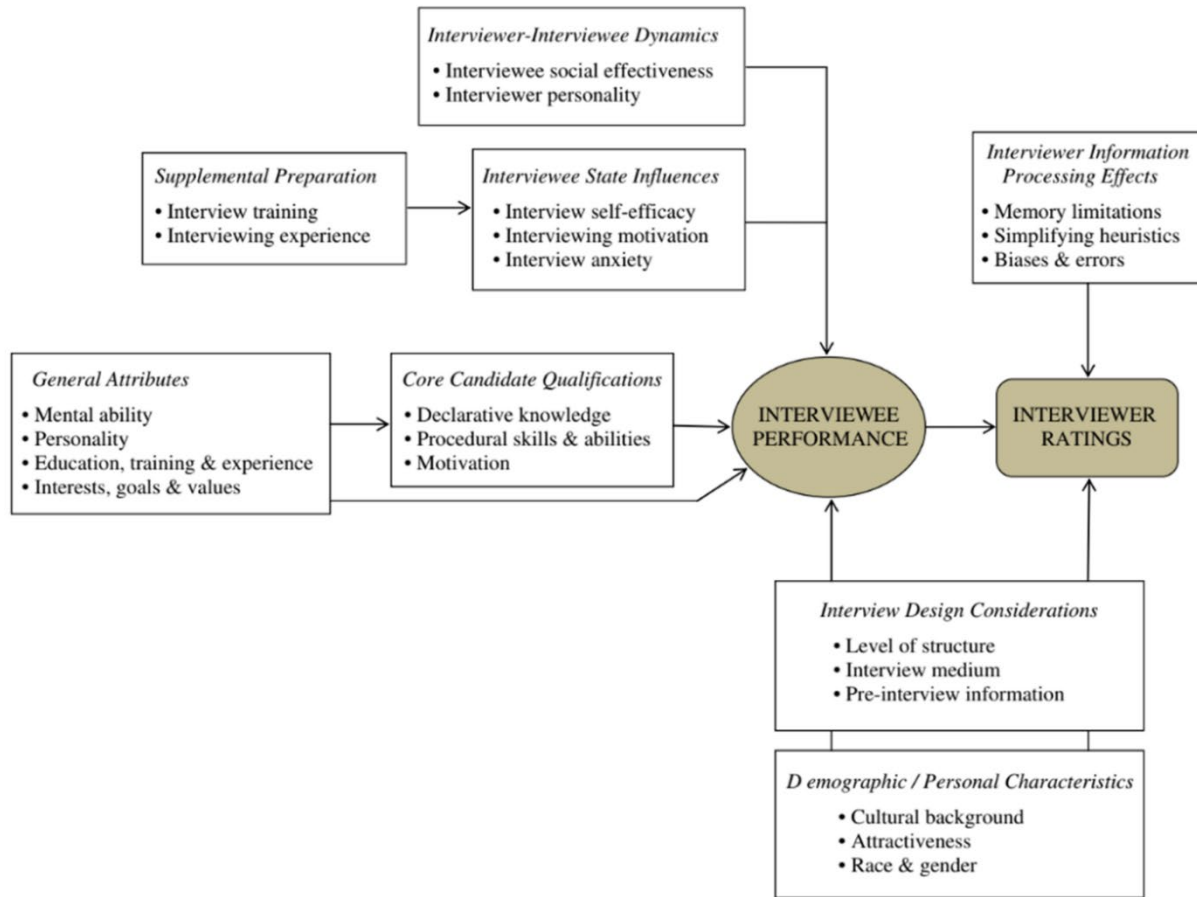 Interviewer-Interviewee Dynamics
• Interviewee social effectiveness
• Interviewer personality
Supplemental Preparation
• Interview training
• Interviewing experience
Interviewee State Influences
• Interview self-efficacy
• Interviewing motivation
• Interview anxiety
Interviewer Information
Processing Effects
• Memory limitations
• Simplifying heuristics
• Biases & errors
General Attributes
• Mental ability
• Personality
• Education, training & experience
• Interests, goals & values
Core Candidate Qualifications
• Declarative knowledge
• Procedural skills & abilities
• Motivation
INTERVIEWEE
PERFORMANCE
INTERVIEWER
RATINGS
Interview Design Considerations
• Level of structure
• Interview medium
• Pre-interview information
D emographic / Personal Characteristics
• Cultural background
• Attractiveness
• Race & gender